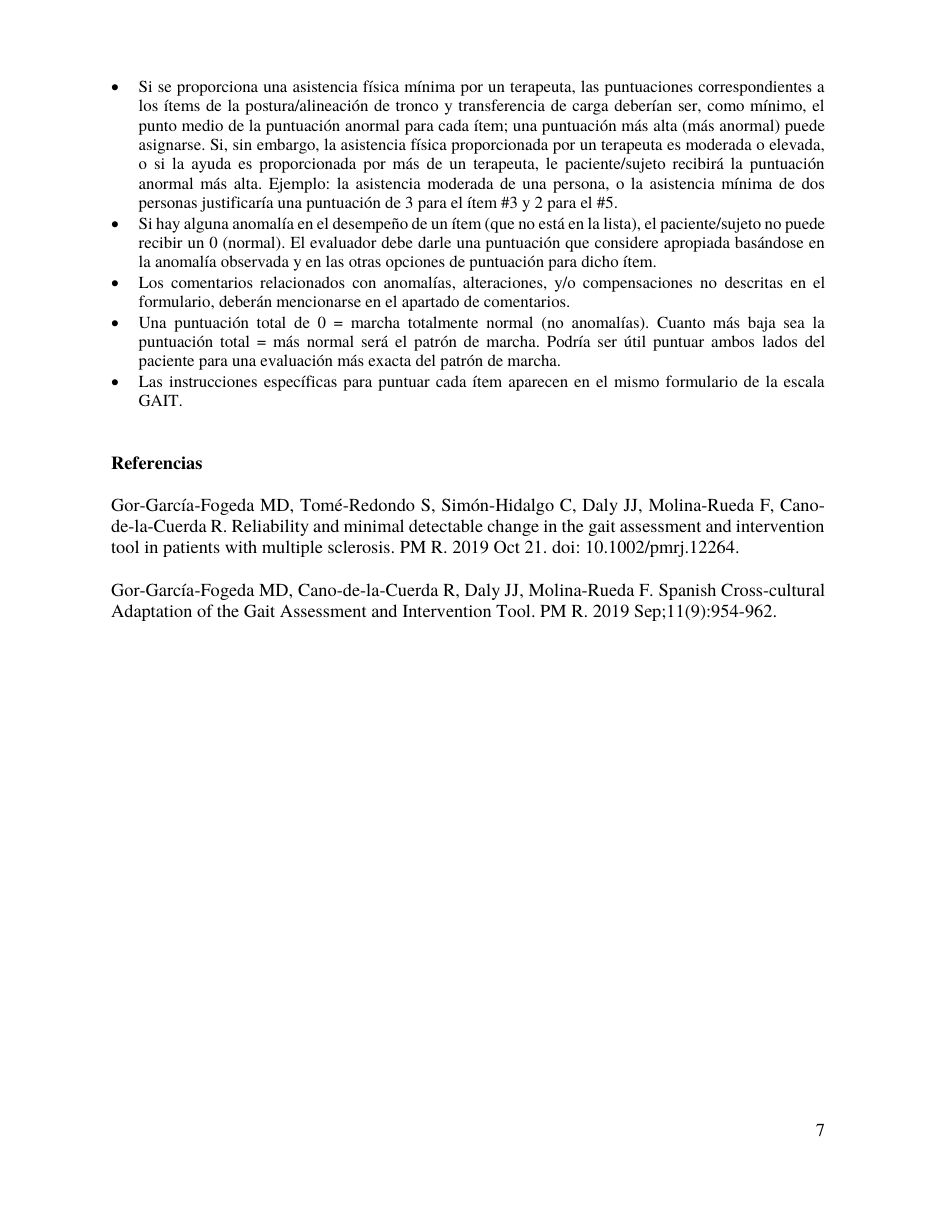 • Si se proporciona una asistencia física mínima por un terapeuta, las puntuaciones correspondientes a
los ítems de la postura/alineación de tronco y transferencia de carga deberían ser, como mínimo, el
punto medio de la puntuación anormal para cada ítem; una puntuación más alta (más anormal) puede
asignarse. Si, sin embargo, la asistencia física proporcionada por un terapeuta es moderada o elevada,
o si la ayuda es proporcionada por más de un terapeuta, le paciente/sujeto recibirá la puntuación
anormal más alta. Ejemplo: la asistencia moderada de una persona, o la asistencia mínima de dos
personas justificaría una puntuación de 3 para el ítem #3 y 2 para el #5.
• Si hay alguna anomalía en el desempeño de un ítem (que no está en la lista), el paciente/sujeto no puede
recibir un 0 (normal). El evaluador debe darle una puntuación que considere apropiada basándose en
la anomalía observada y en las otras opciones de puntuación para dicho ítem.
• Los comentarios relacionados con anomalías, alteraciones, y/o compensaciones no descritas en el
formulario, deberán mencionarse en el apartado de comentarios.
• Una puntuación total de 0 = marcha totalmente normal (no anomalías). Cuanto más baja sea la
puntuación total = más normal será el patrón de marcha. Podría ser útil puntuar ambos lados del
paciente para una evaluación más exacta del patrón de marcha.
• Las instrucciones específicas para puntuar cada ítem aparecen en el mismo formulario de la escala
GAIT.
Referencias
Gor-García-Fogeda MD, Tomé-Redondo S, Simón-Hidalgo C, Daly JJ, Molina-Rueda F, Cano-
de-la-Cuerda R. Reliability and minimal detectable change in the gait assessment and intervention
tool in patients with multiple sclerosis. PM R. 2019 Oct 21. doi: 10.1002/pmrj.12264.
Gor-García-Fogeda MD, Cano-de-la-Cuerda R, Daly JJ, Molina-Rueda F. Spanish Cross-cultural
Adaptation of the Gait Assessment and Intervention Tool. PM R. 2019 Sep;11(9):954-962.
7